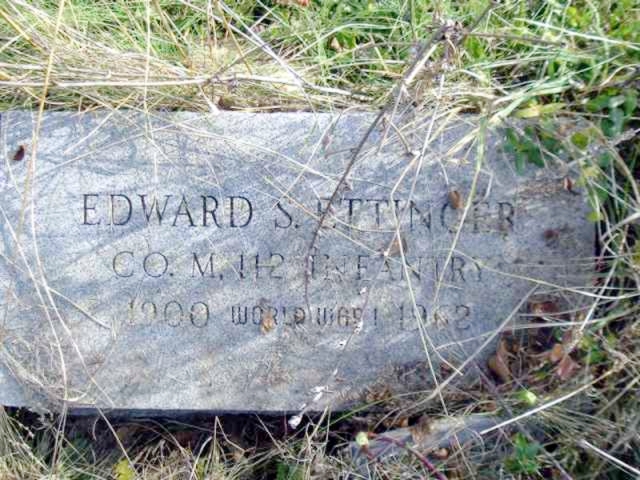 EDWARD S. ETTINGER
CO. M, 112 INFANTRY
1900 WORLD WAR I 1962